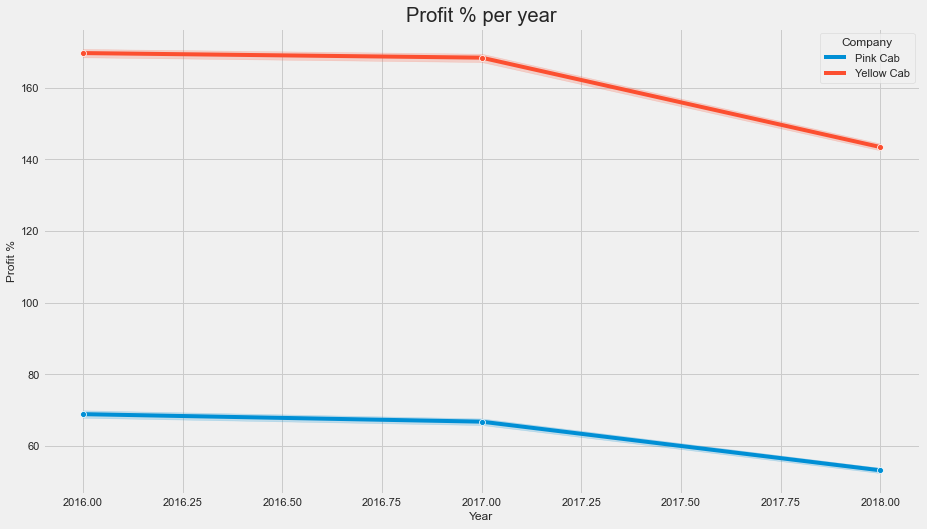 Profit % per year
Company
Pink Cab
Yellow Cab
Profit %
160
140
120
100
80
60
2016.00 2016.25 2016.50 2016.75 2017.00 2017.25 2017.50 2017.75 2018.00
Year